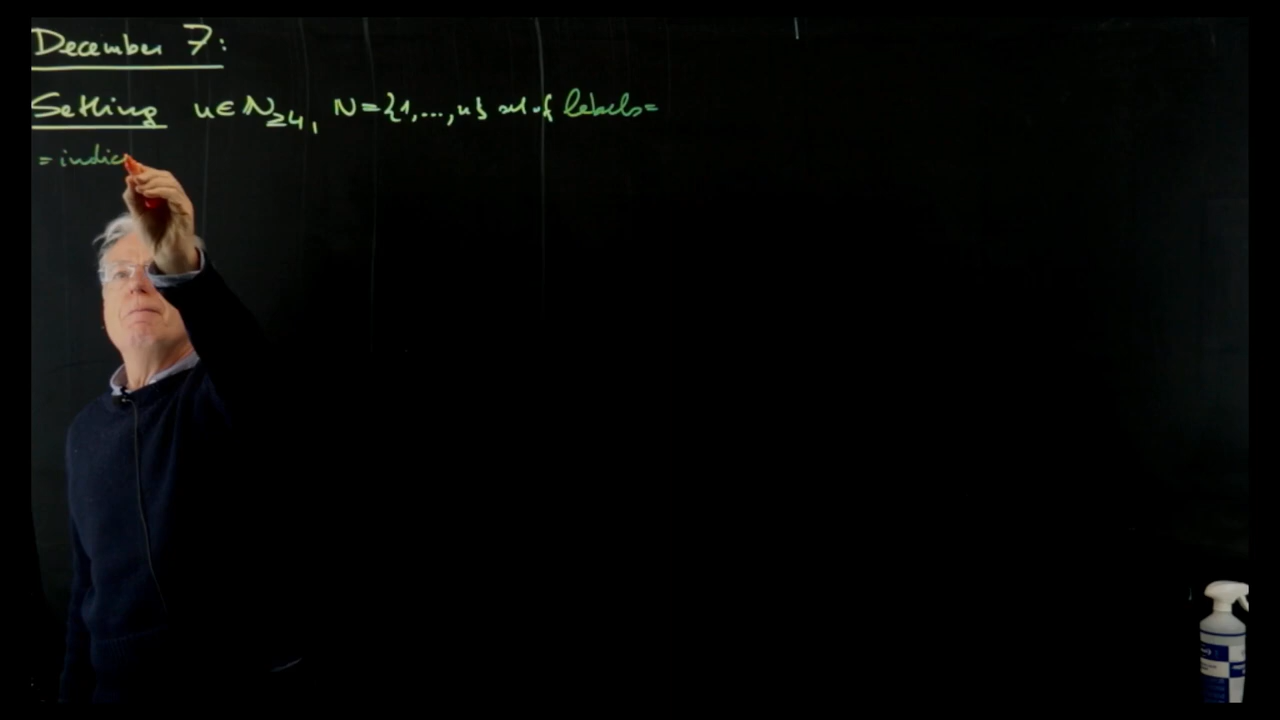 December 7:
Setting n∈ℕ≥4, N={1,...,n} set of labels=
= indic